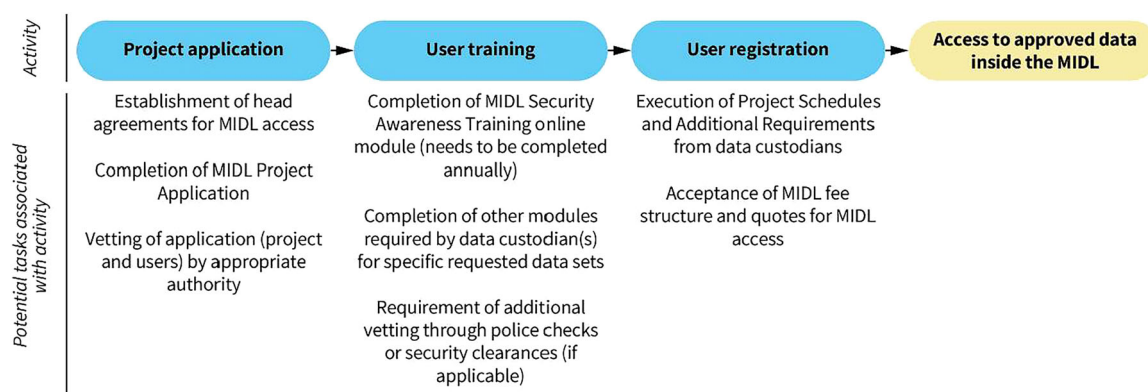 Activity
Project application
User training
User registration
Access to approved data
inside the MIDL
Potential tasks associated
with activity
Establishment of head
agreements for MIDL access
Completion of MIDL Project
Application
Vetting of application (project
and users) by appropriate
authority
Completion of MIDL Security
Awareness Training online
module (needs to be completed
annually)
Completion of other modules
required by data custodian(s)
for specific requested data sets
Requirement of additional
vetting through police checks
or security clearances (if
applicable)
Execution of Project Schedules
and Additional Requirements
from data custodians
Acceptance of MIDL fee
structure and quotes for MIDL
access